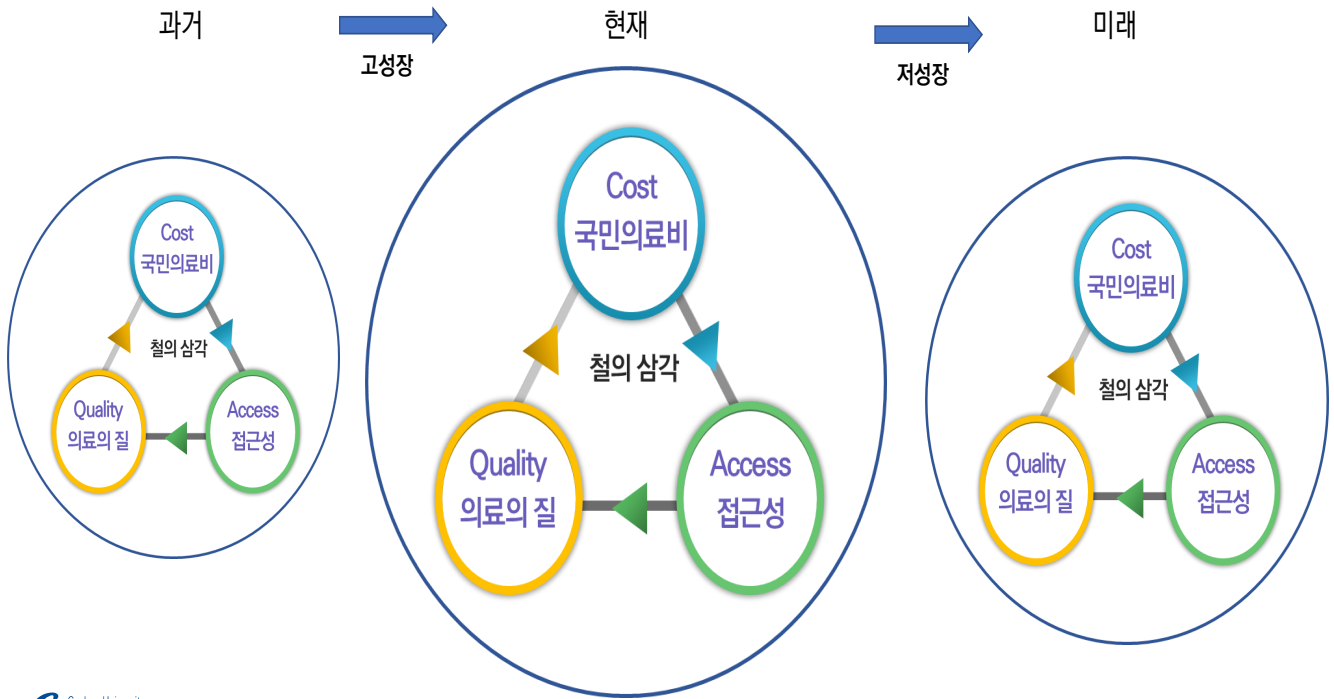 과거
고성장
현재
저성장
미래
Cost
국민의료비
철의 삼각
Quality
의료의 질
Access
접근성
Cost
국민의료비
철의 삼각
Quality
의료의 질
Access
접근성
Cost
국민의료비
철의 삼각
Quality
의료의 질
Access
접근성